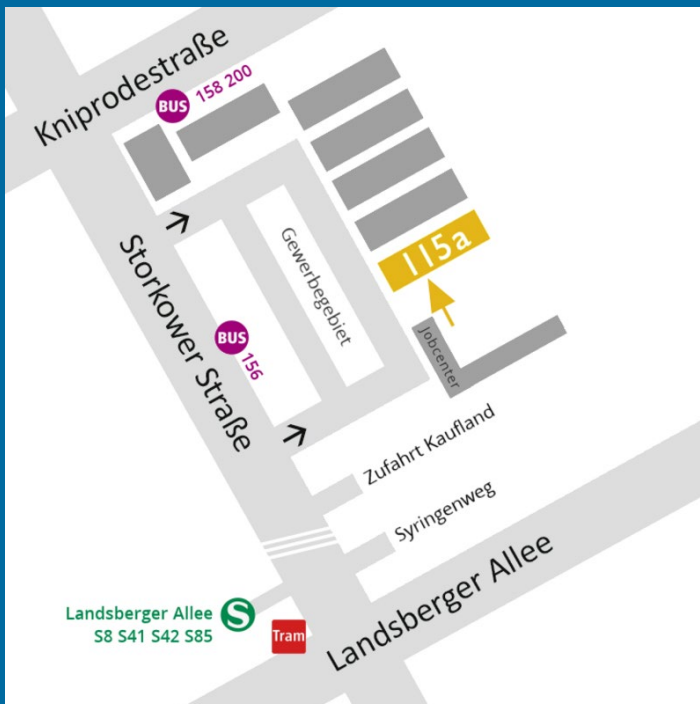 Kniprodestraße
BUS 158 200
Gewerbegebiet
115a
Storkower Straße
BUS 156
Jobcenter
Zufahrt Kaufland
Syringenweg
Landsberger Allee
Landsberger Allee
S
S8 S41 S42 S85
Tram